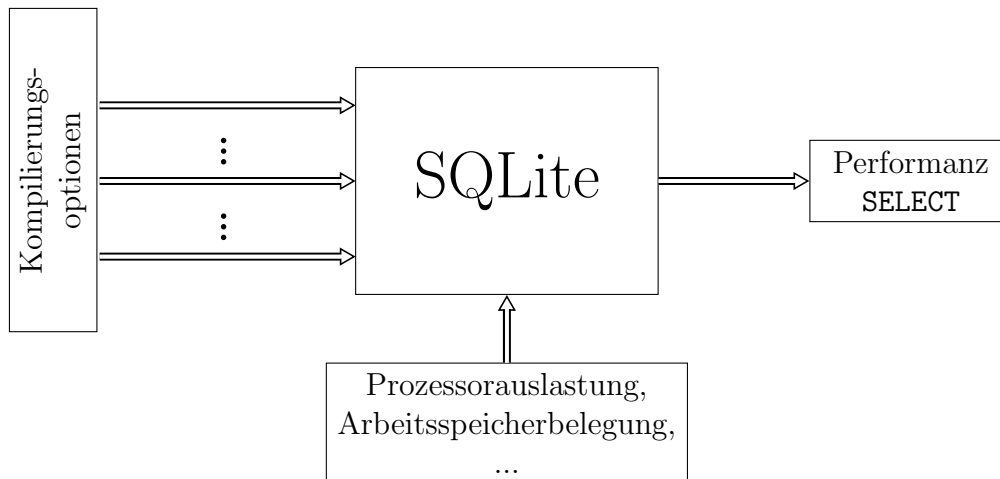 Kompilierungs-
optionen
SQLite
Performanz
SELECT
Prozessorauslastung,
Arbeitsspeicherbelegung,
...